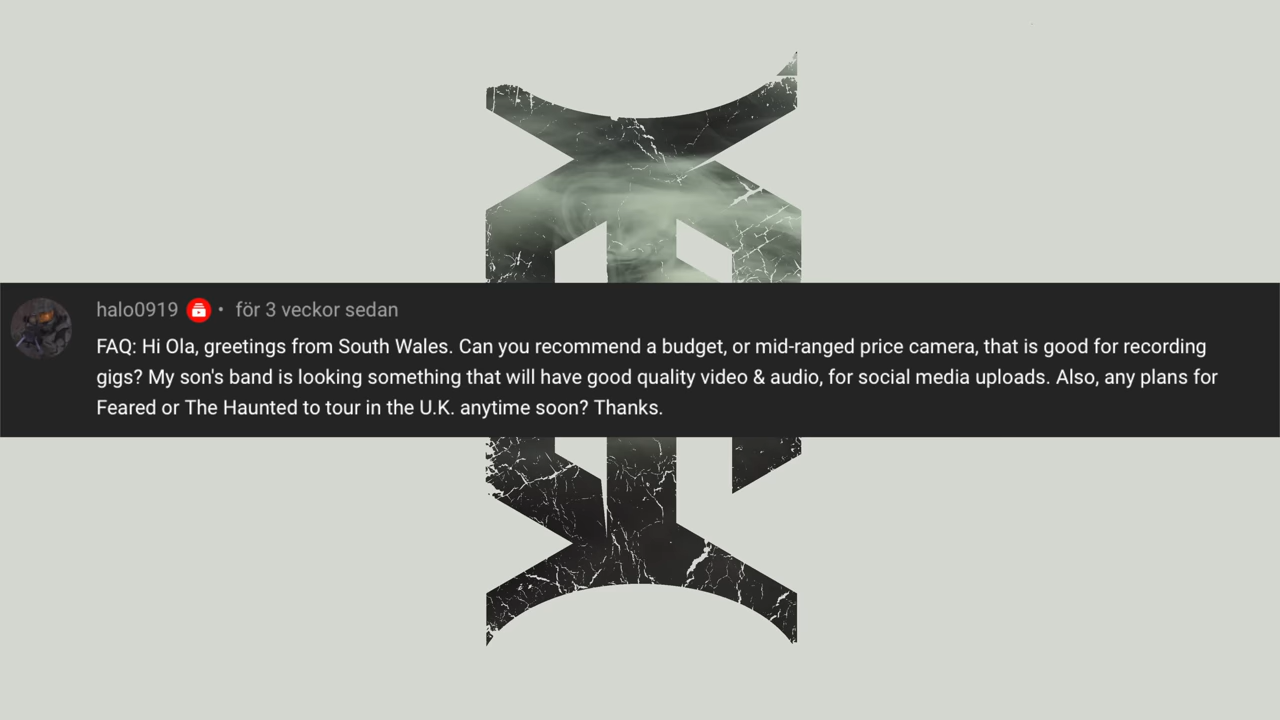 halo0919 • för 3 veckor sedan
FAQ: Hi Ola, greetings from South Wales. Can you recommend a budget, or mid-ranged price camera, that is good for recording
gigs? My son's band is looking something that will have good quality video & audio, for social media uploads. Also, any plans for
Feared or The Haunted to tour in the U.K. anytime soon? Thanks.